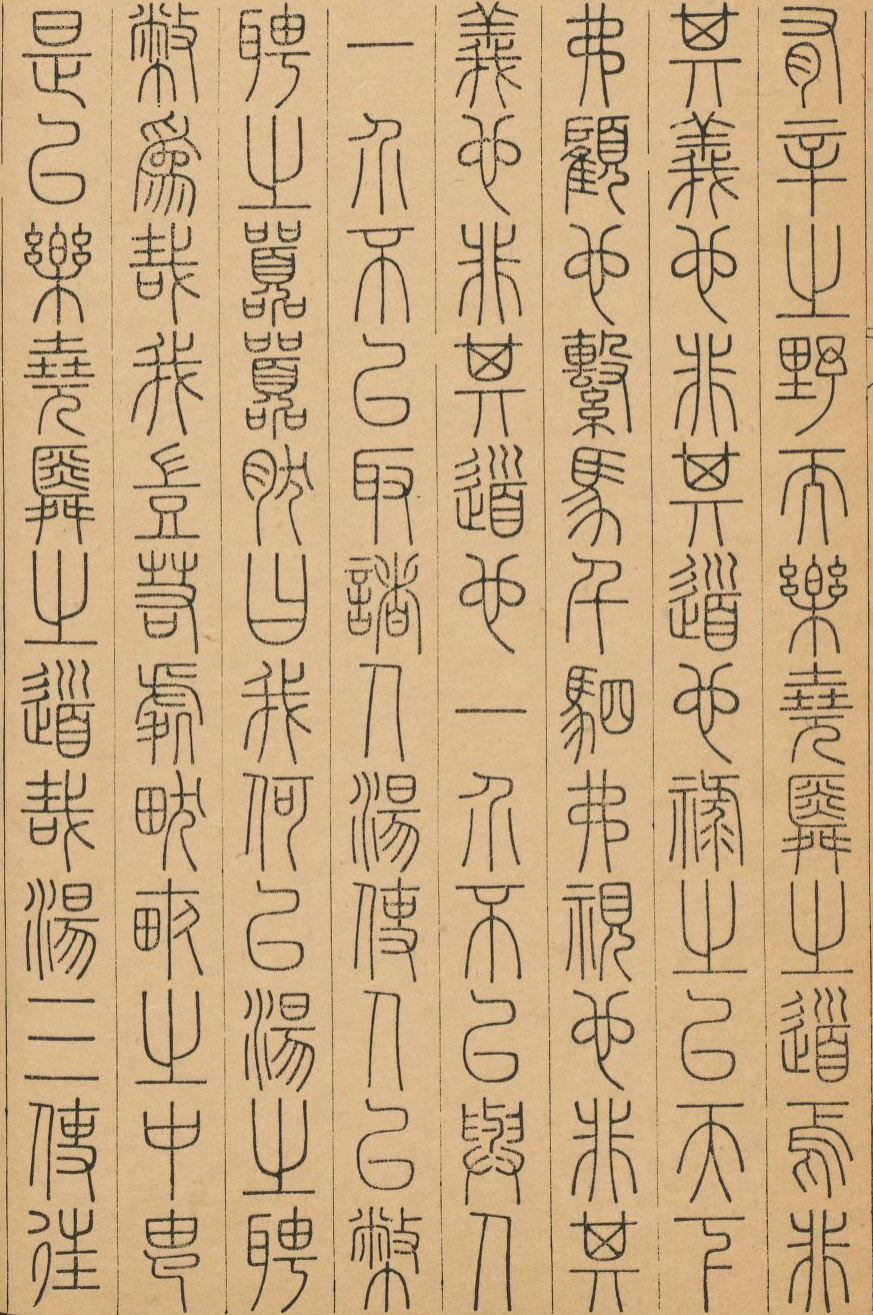 有辛之野而樂堯舜之道焉非
其義也非其道也祿之以天下
弗顧也繫馬千駟弗視也非其
義也非其道也一介不以與人
一介不以取諸人湯使人以幣
聘之囂囂然曰我何以湯之聘
幣為哉我豈若處畎畝之中由
是以樂堯舜之道哉湯三使往